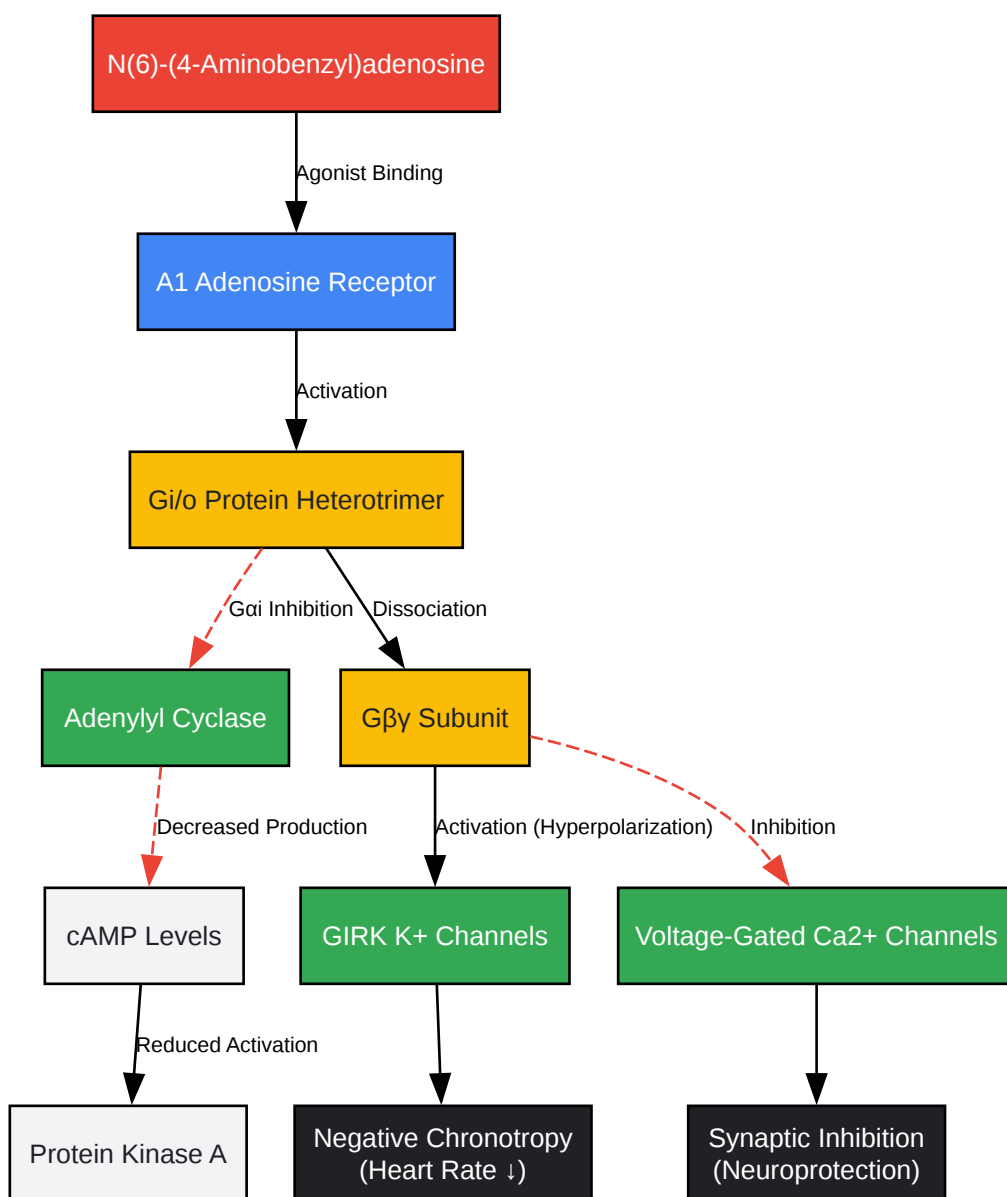 N(6)-(4-Aminobenzyl)adenosine
Agonist Binding
A1 Adenosine Receptor
Activation
Gi/o Protein Heterotrimer
Gαi Inhibition
Dissociation
Adenylyl Cyclase
Gβγ Subunit
Decreased Production
Activation (Hyperpolarization)
Inhibition
cAMP Levels
GIRK K+ Channels
Voltage-Gated Ca2+ Channels
Reduced Activation
Protein Kinase A
Negative Chronotropy
(Heart Rate ↓)
Synaptic Inhibition
(Neuroprotection)